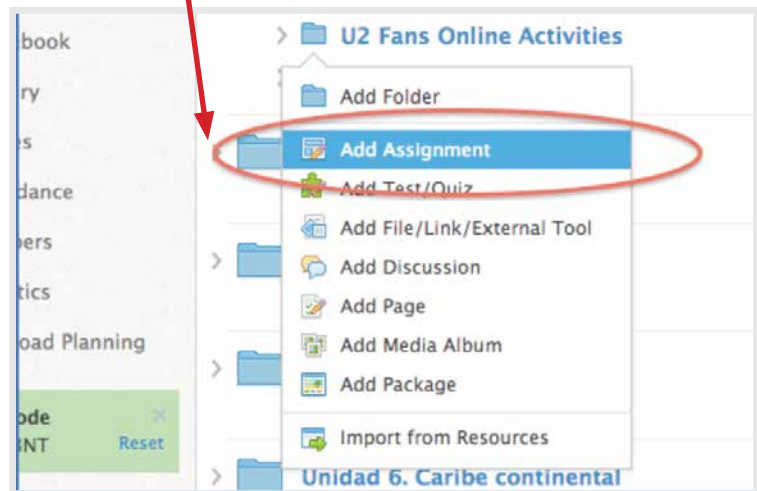 book
ry
s
dance
bers
tics
oad Planning
ode
NT Reset
U2 Fans Online Activities
Add Folder
Add Assignment
Add Test/Quiz
Add File/Link/External Tool
Add Discussion
Add Page
Add Media Album
Add Package
Import from Resources
Unidad 6. Caribe continental